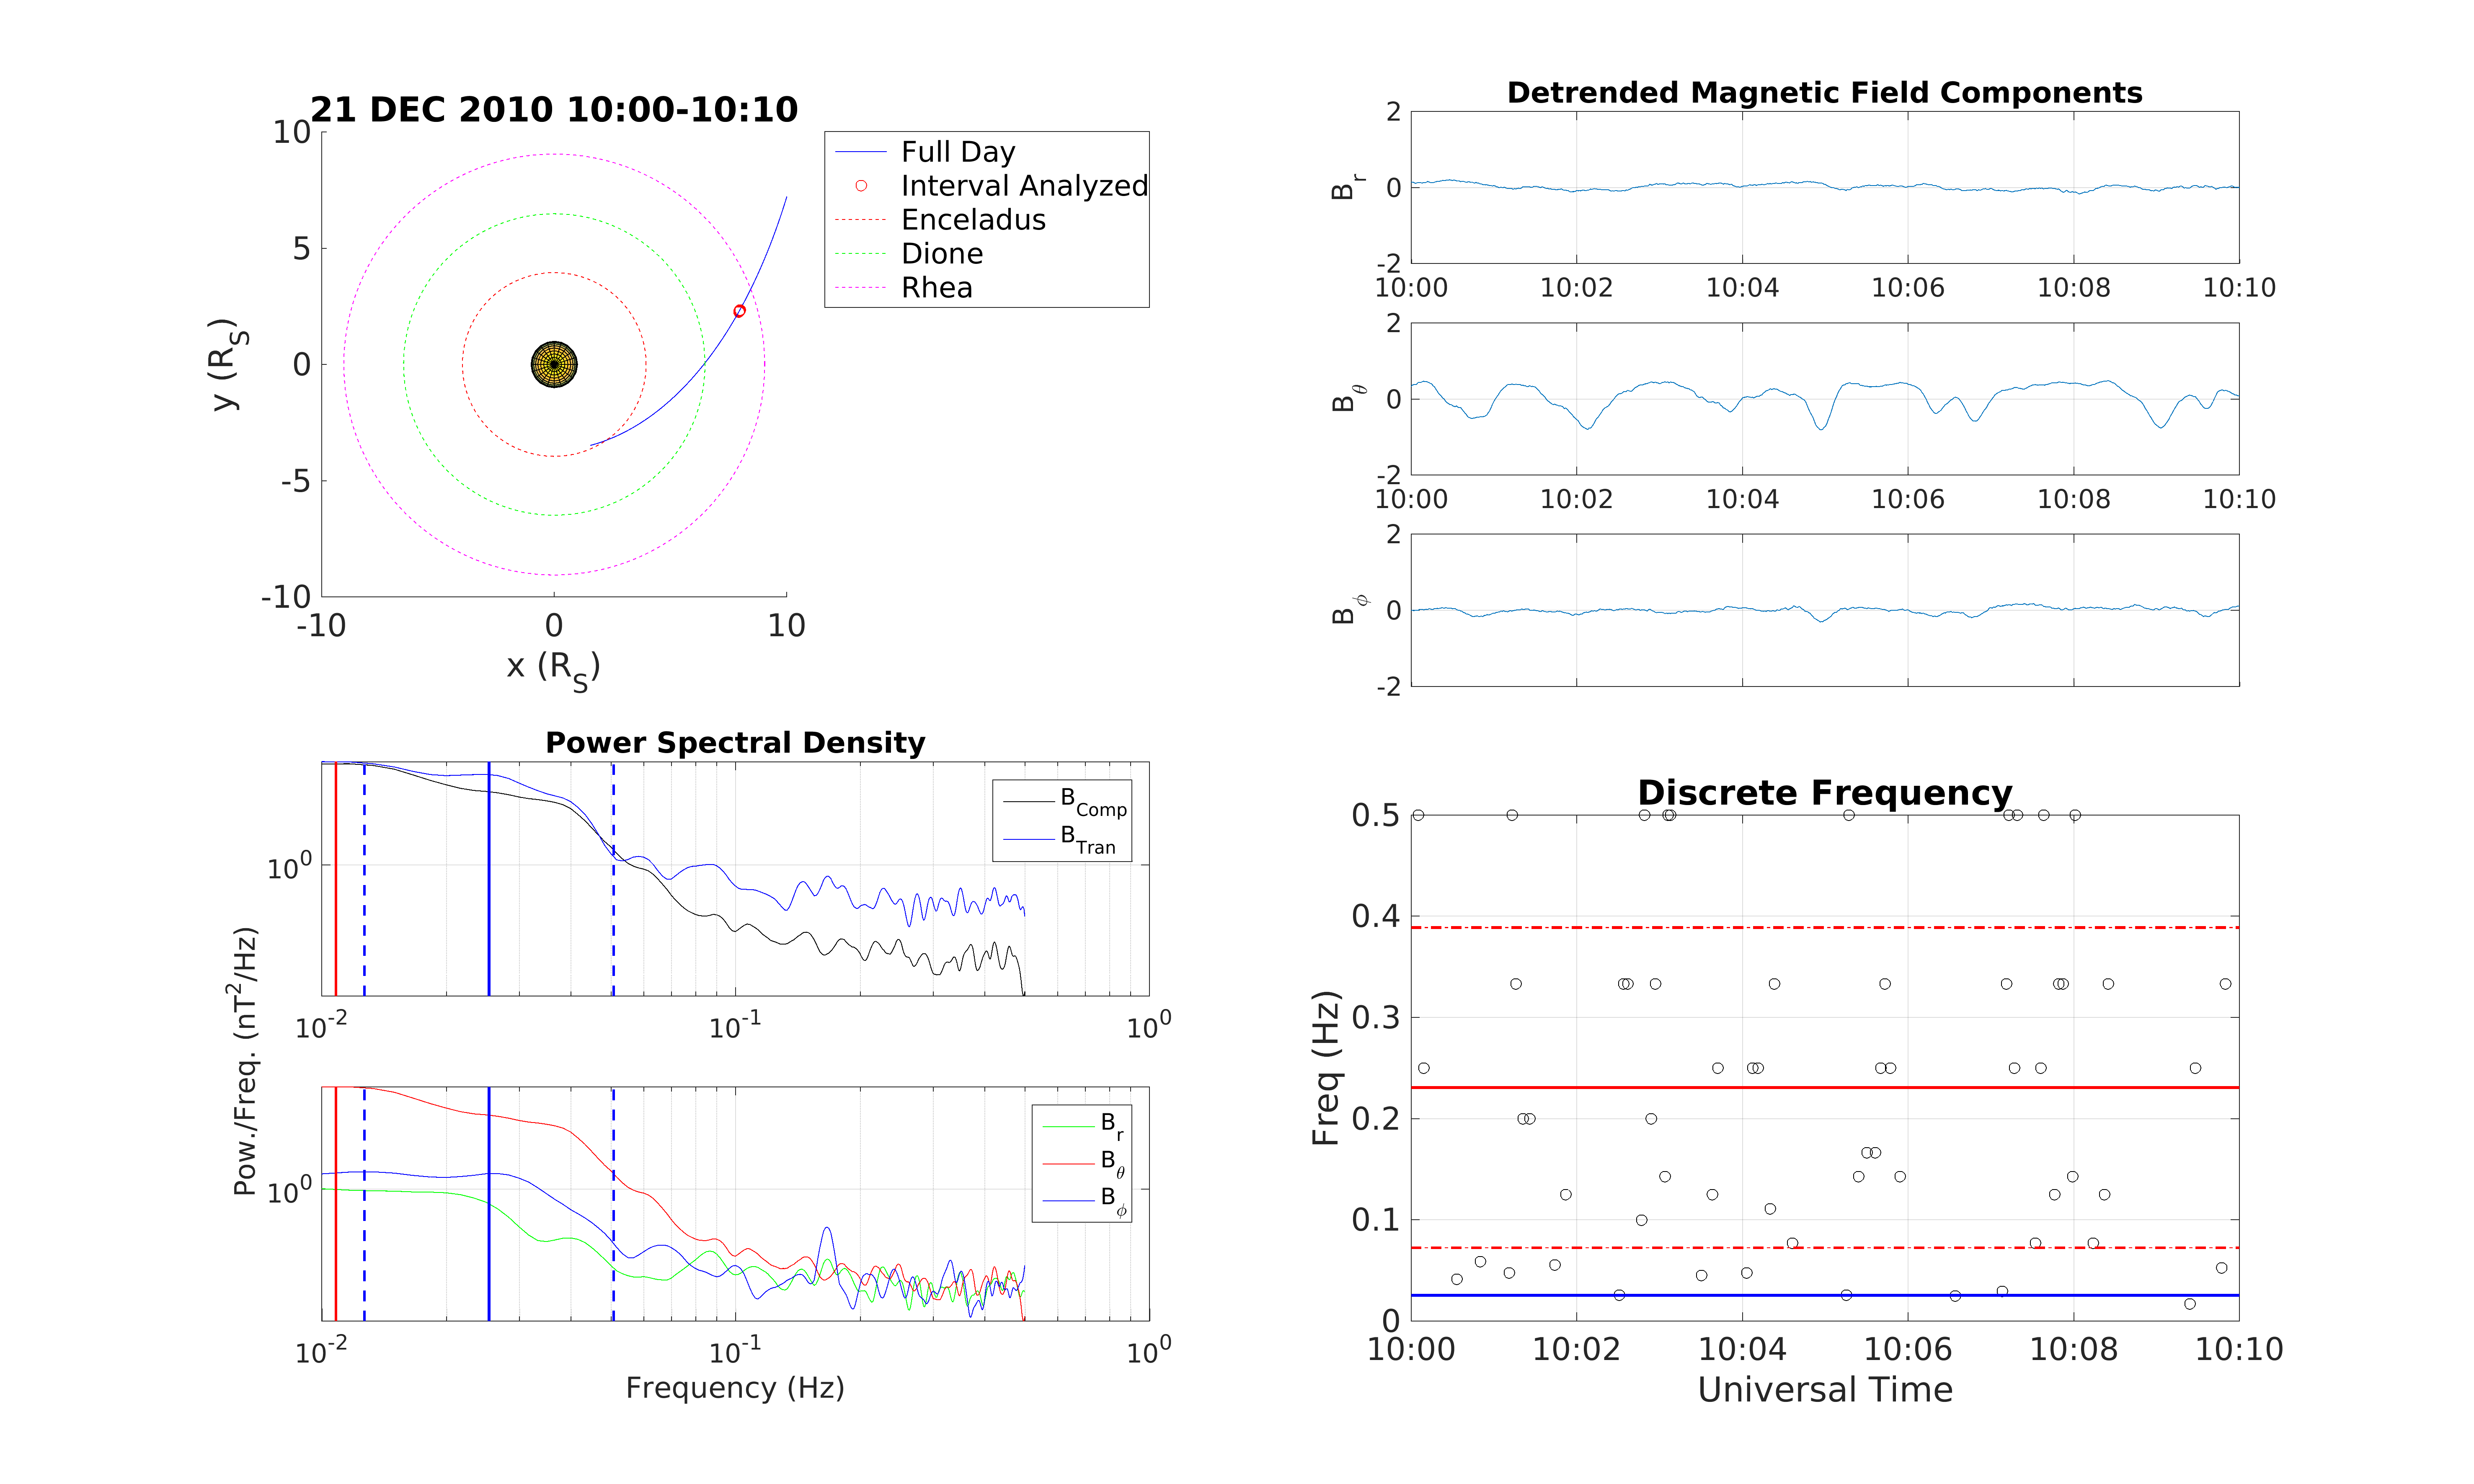 21 DEC 2010 10:00-10:10
10
5
0
-5
-10
-10 0 10
x (R_S)
y (R_S)
Full Day
Interval Analyzed
Enceladus
Dione
Rhea
Detrended Magnetic Field Components
2
0
-2
B_r
10:00 10:02 10:04 10:06 10:08 10:10
2
0
-2
B_θ
10:00 10:02 10:04 10:06 10:08 10:10
2
0
-2
B_ϕ
Power Spectral Density
10^0
B_Comp
B_Tran
10^-2 10^-1 10^0
Pow./Freq. (nT^2/Hz)
10^0
B_r
B_θ
B_ϕ
10^-2 10^-1 10^0
Frequency (Hz)
Discrete Frequency
0.5
0.4
0.3
0.2
0.1
0
Freq (Hz)
10:00 10:02 10:04 10:06 10:08 10:10
Universal Time